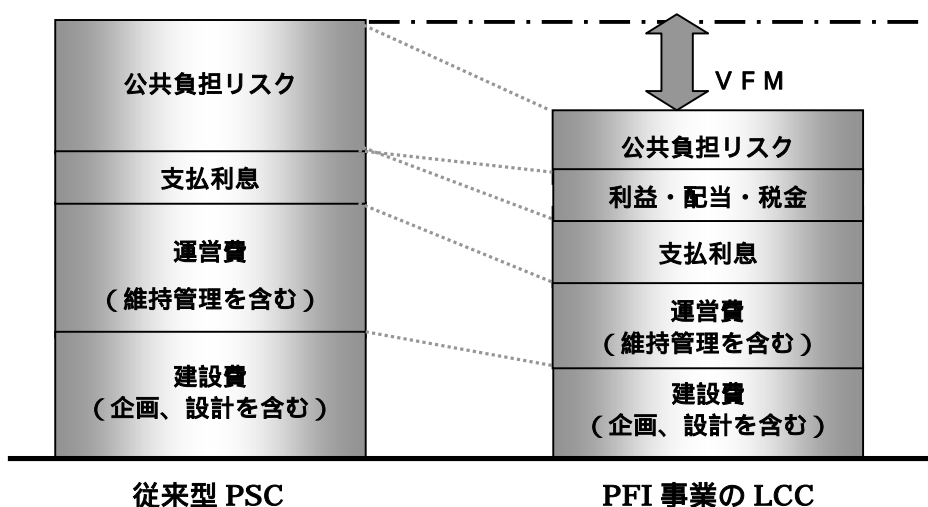 公共負担リスク
支払利息
運営費
（維持管理を含む）
建設費
（企画、設計を含む）
従来型 PSC
ＶＦＭ
公共負担リスク
利益・配当・税金
支払利息
運営費
（維持管理を含む）
建設費
（企画、設計を含む）
PFI 事業の LCC